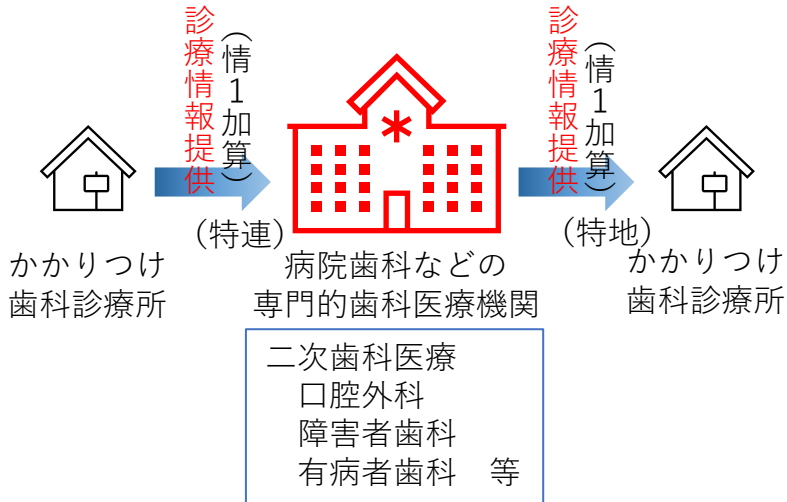 診療情報提供
（情１加算）
診療情報提供
（情１加算）
（特連）
（特地）
かかりつけ
歯科診療所
病院歯科などの
専門的歯科医療機関
かかりつけ
歯科診療所
二次歯科医療
口腔外科
障害者歯科
有病者歯科　等